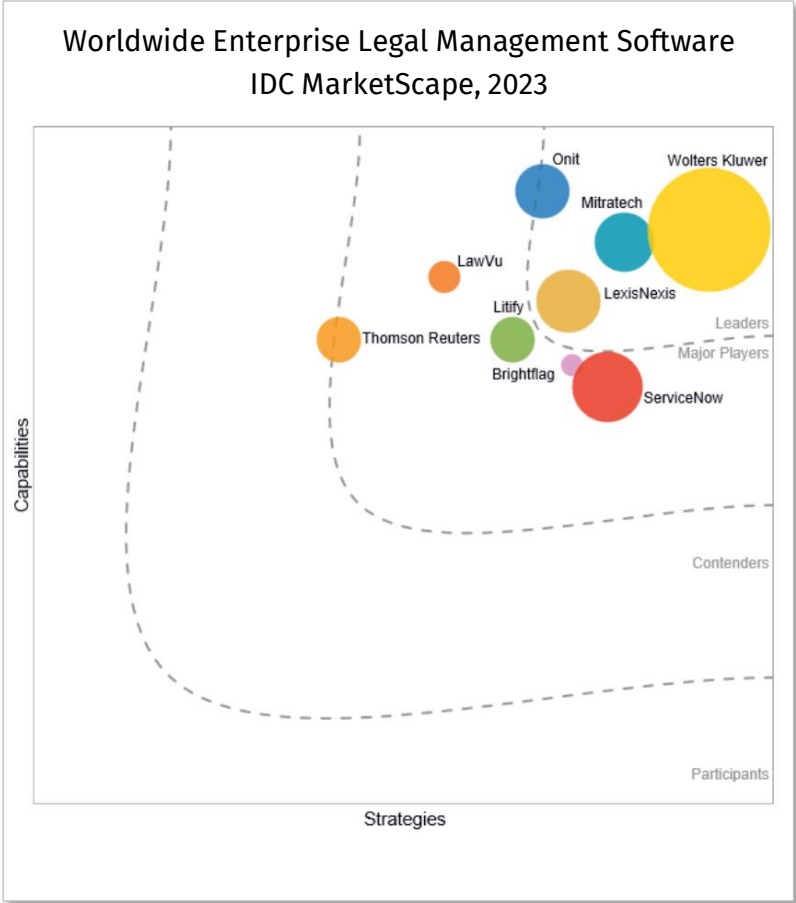 Worldwide Enterprise Legal Management Software
IDC MarketScape, 2023
Onit
Wolters Kluwer
Mitratech
LawVu
LexisNexis
Litify
Leaders
Thomson Reuters
Major Players
Brightflag
ServiceNow
Capabilities
Contenders
Participants
Strategies